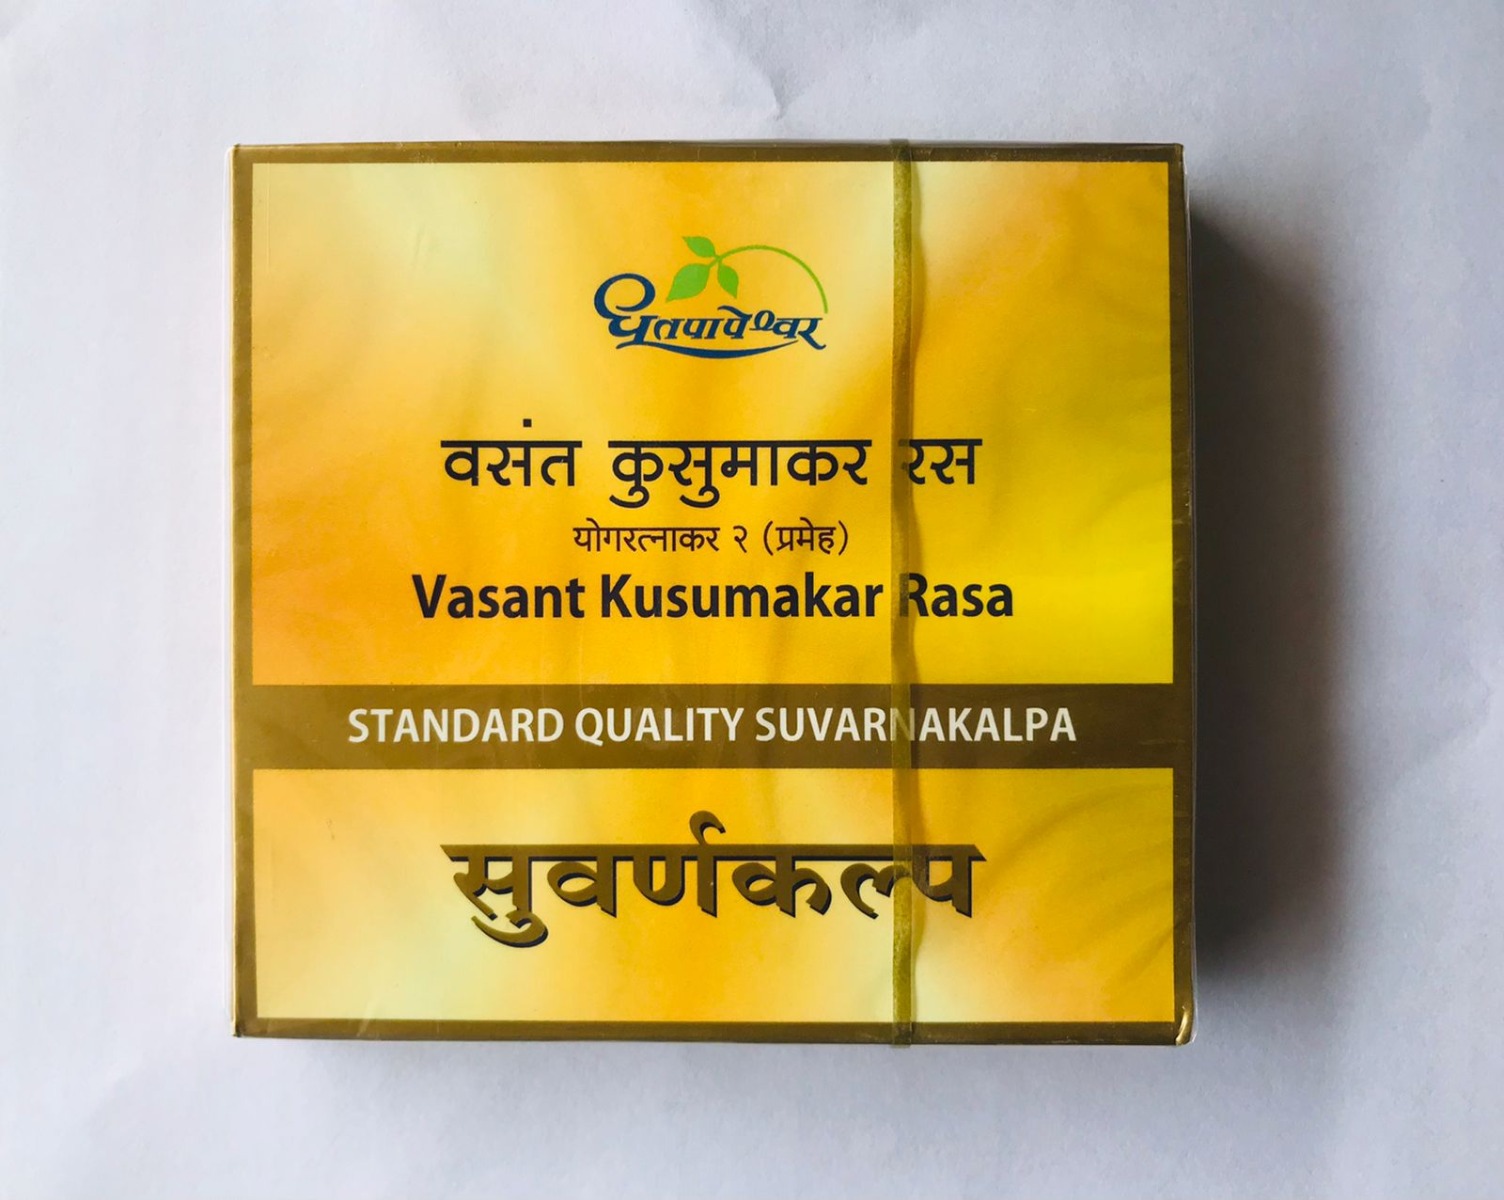 धूतपापेश्वर
वसंत कुसुमाकर रस
योगरत्नाकर २ (प्रमेह)
Vasant Kusumakar Rasa
STANDARD QUALITY SUVARNAKALPA
सुवर्णकल्प